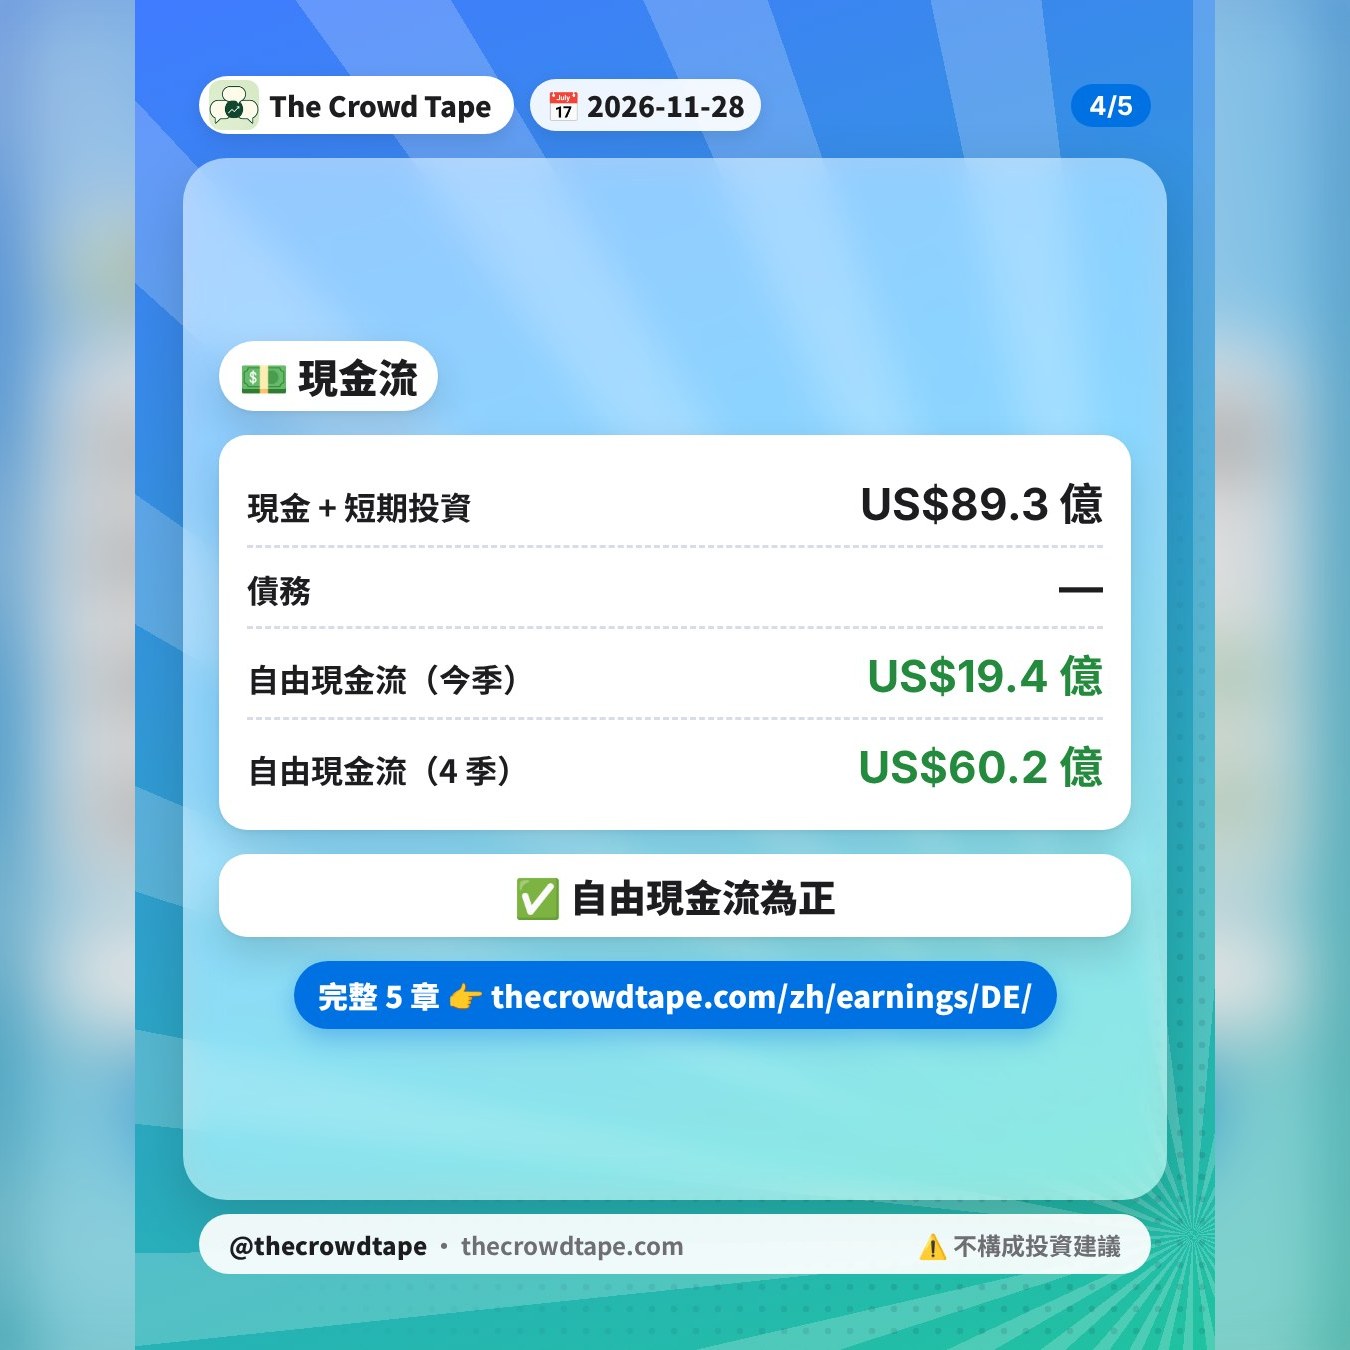 The Crowd Tape
📅 2026-11-28
4/5
💵 現金流
現金 + 短期投資 US$89.3 億
債務 —
自由現金流（今季） US$19.4 億
自由現金流（4 季） US$60.2 億
✅ 自由現金流為正
完整 5 章 👉 thecrowdtape.com/zh/earnings/DE/
@thecrowdtape · thecrowdtape.com
⚠️ 不構成投資建議